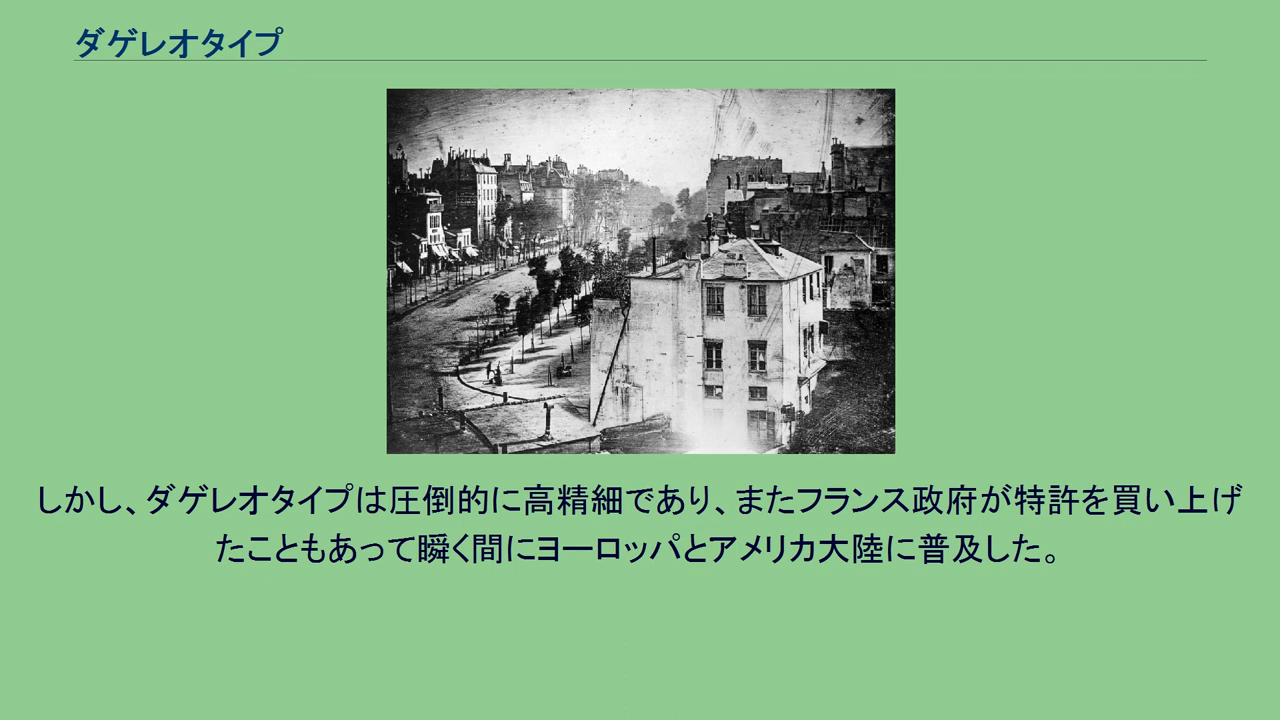 ダゲレオタイプ
しかし、ダゲレオタイプは圧倒的に高精細であり、またフランス政府が特許を買い上げ
たこともあって瞬く間にヨーロッパとアメリカ大陸に普及した。